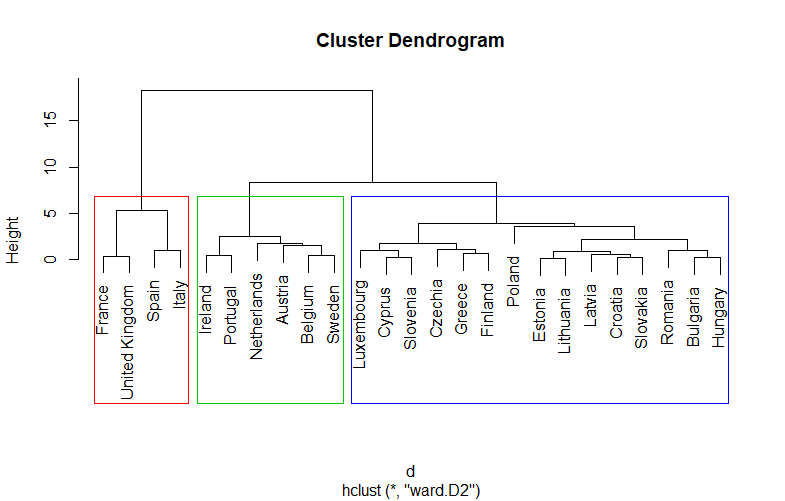 Cluster Dendrogram
Height
0
5
10
15
France
United Kingdom
Spain
Italy
Ireland
Portugal
Netherlands
Austria
Belgium
Sweden
Luxembourg
Cyprus
Slovenia
Czechia
Greece
Finland
Poland
Estonia
Lithuania
Latvia
Croatia
Slovakia
Romania
Bulgaria
Hungary
d
hclust (*, "ward.D2")